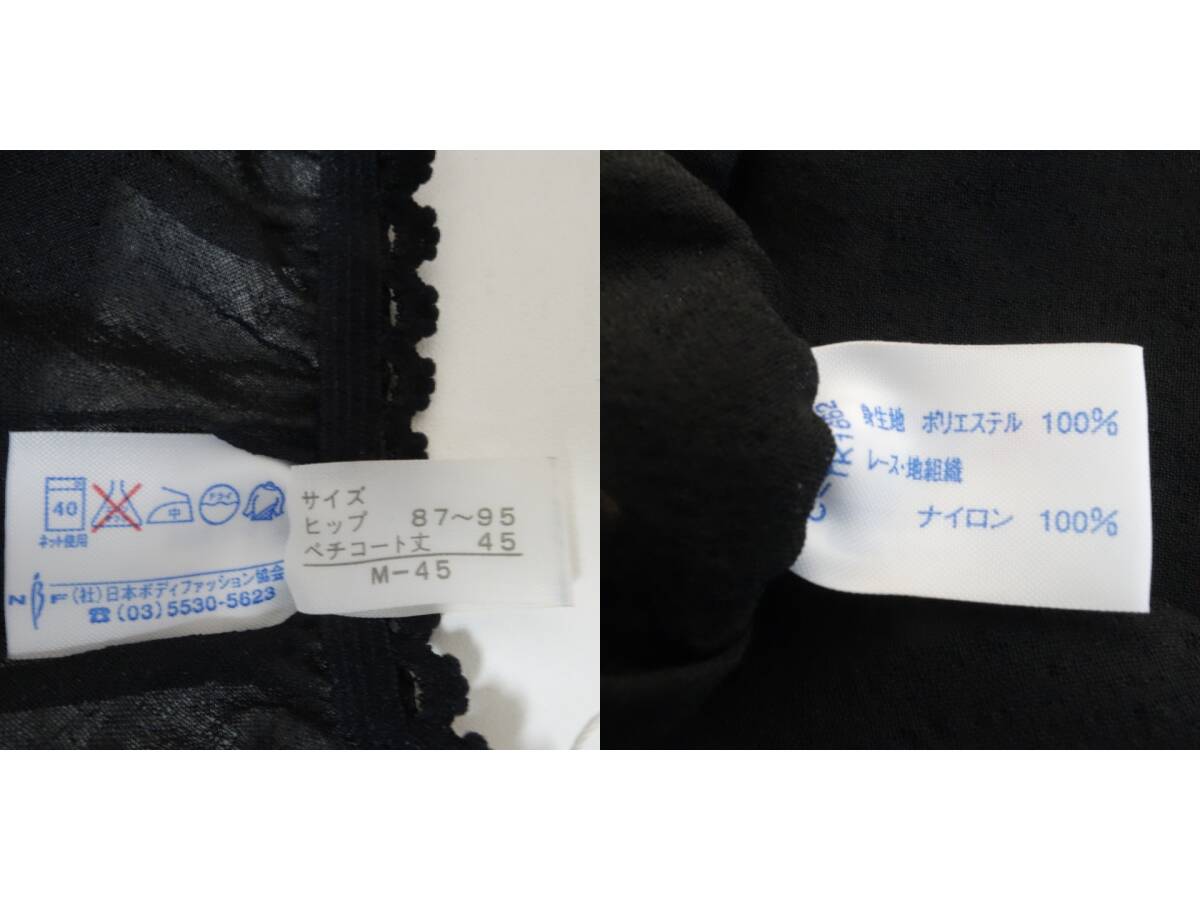 40
中
ドライ
ネット使用
NBF (社)日本ボディファッション協会
☎(03)5530-5623
サイズ
ヒップ 87～95
ペチコート丈 45
M-45
身生地 ポリエステル 100%
レース・地組織
ナイロン 100%